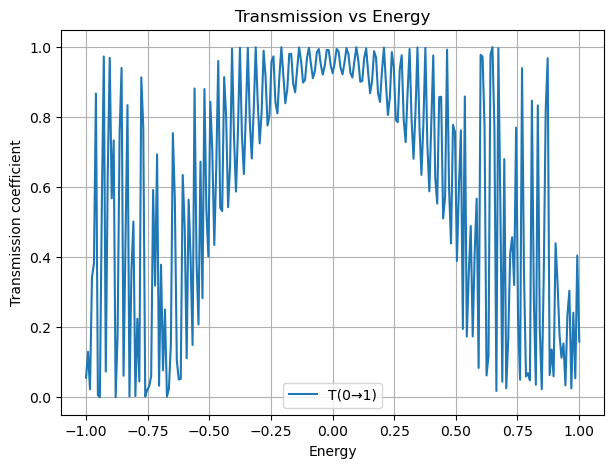 Transmission vs Energy
Transmission coefficient
1.0
0.8
0.6
0.4
0.2
0.0
T(0→1)
−1.00 −0.75 −0.50 −0.25 0.00 0.25 0.50 0.75 1.00
Energy